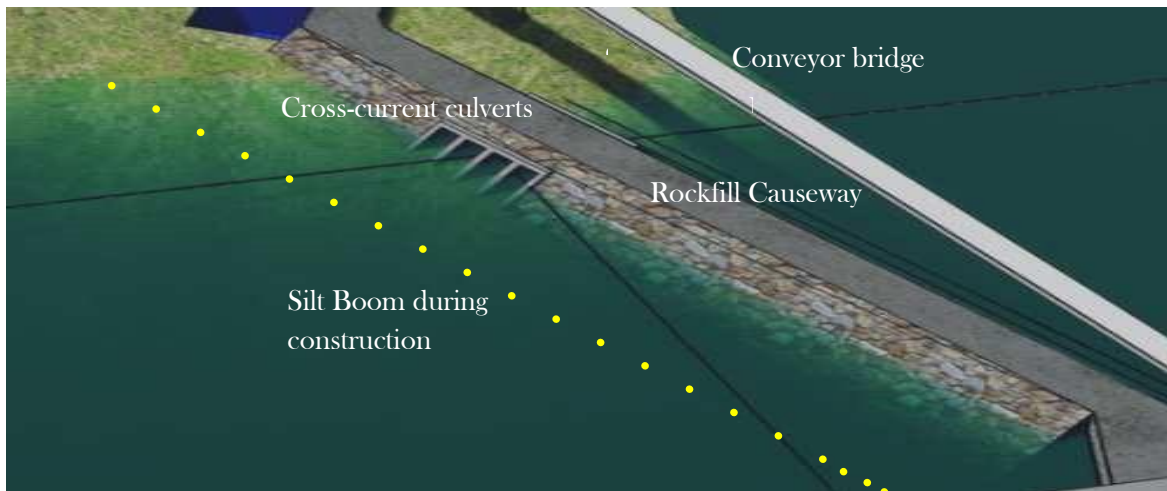 Conveyor bridge
Cross-current culverts
Rockfill Causeway
Silt Boom during
construction